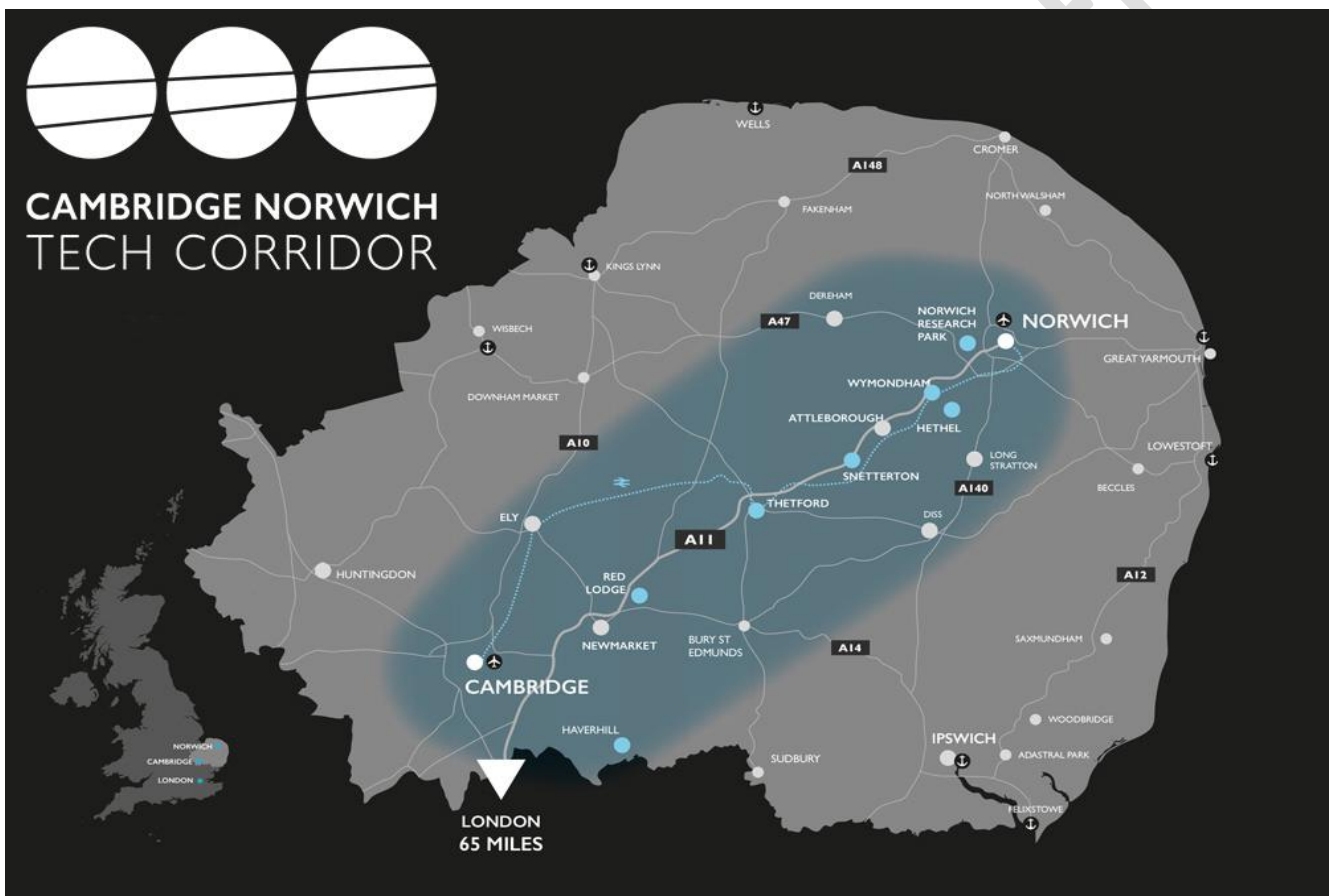 CAMBRIDGE NORWICH
TECH CORRIDOR
WELLS
CROMER
A148
NORTH WALSHAM
FAKENHAM
KINGS LYNN
DEREHAM
A47
NORWICH
RESEARCH
PARK
NORWICH
WISBECH
GREAT YARMOUTH
DOWNHAM MARKET
WYMONDHAM
ATTLEBOROUGH
HETHEL
A10
LOWESTOFT
LONG
STRATTON
SNETTERTON
A140
BECCLES
THETFORD
ELY
DISS
A11
HUNTINGDON
RED
LODGE
A12
NEWMARKET
BURY ST
EDMUNDS
A14
SAXMUNDHAM
CAMBRIDGE
HAVERHILL
WOODBRIDGE
IPSWICH
SUDBURY
ADASTRAL PARK
FELIXSTOWE
NORWICH
CAMBRIDGE
LONDON
LONDON
65 MILES